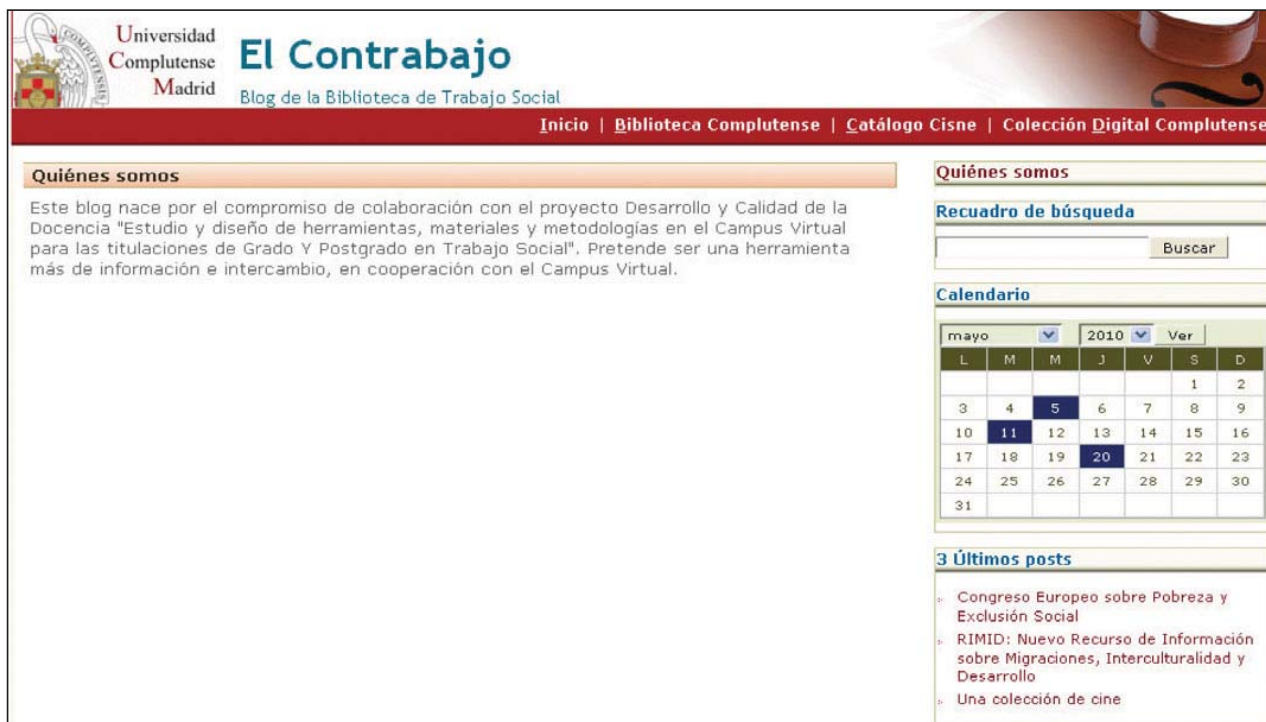 Universidad
Complutense
Madrid
El Contrabajo
Blog de la Biblioteca de Trabajo Social
Inicio | Biblioteca Complutense | Catálogo Cisne | Colección Digital Complutense
Quiénes somos
Este blog nace por el compromiso de colaboración con el proyecto Desarrollo y Calidad de la
Docencia "Estudio y diseño de herramientas, materiales y metodologías en el Campus Virtual
para las titulaciones de Grado Y Postgrado en Trabajo Social". Pretende ser una herramienta
más de información e intercambio, en cooperación con el Campus Virtual.
Quiénes somos
Recuadro de búsqueda
Buscar
Calendario
mayo 2010 Ver
L M M J V S D
1 2
3 4 5 6 7 8 9
10 11 12 13 14 15 16
17 18 19 20 21 22 23
24 25 26 27 28 29 30
31
3 Últimos posts
Congreso Europeo sobre Pobreza y
Exclusión Social
RIMID: Nuevo Recurso de Información
sobre Migraciones, Interculturalidad y
Desarrollo
Una colección de cine